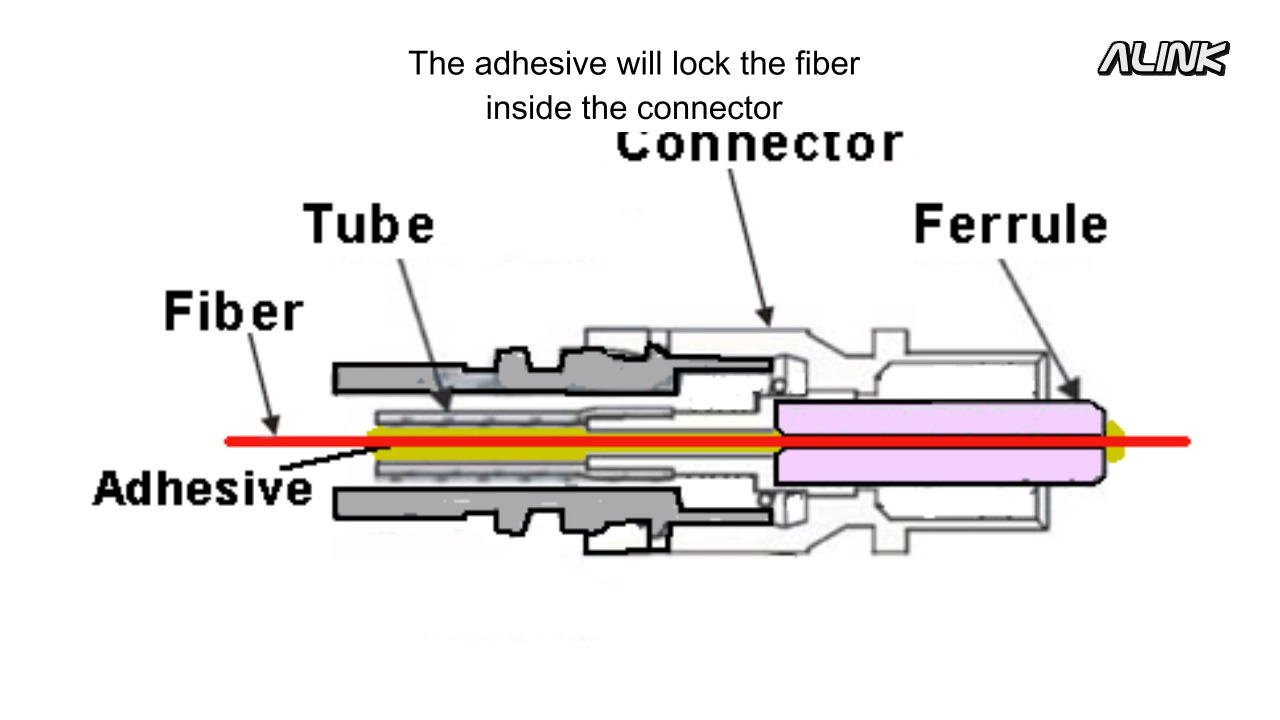 The adhesive will lock the fiber
inside the connector
ALINK
Connector
Tube
Ferrule
Fiber
Adhesive